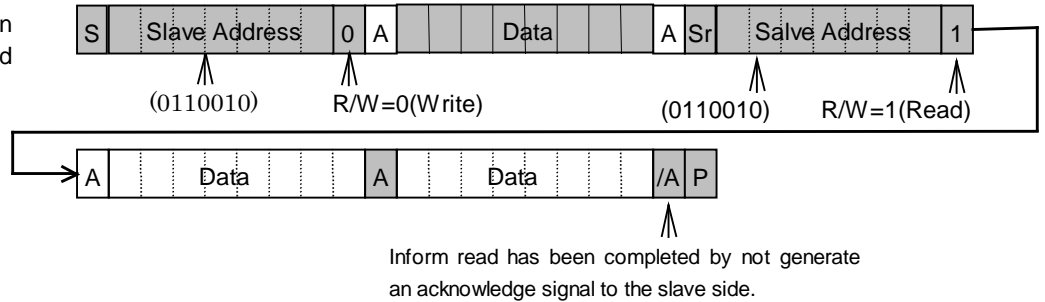 n
d
S Slave Address 0 A Data A Sr Salve Address 1
(0110010) R/W=0(Write) (0110010) R/W=1(Read)
A Data A Data /A P
Inform read has been completed by not generate
an acknowledge signal to the slave side.